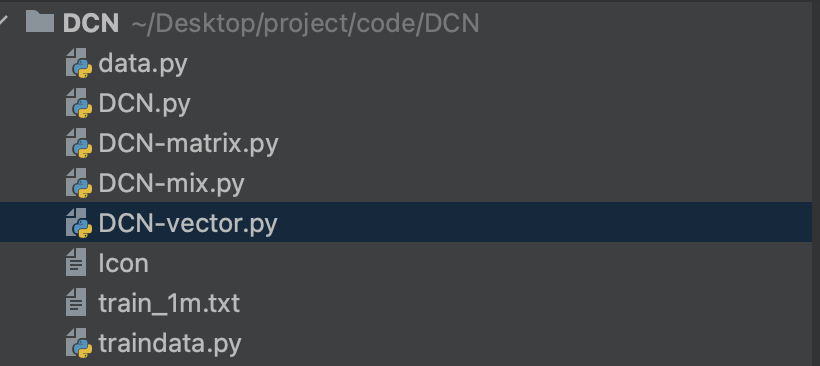 DCN ~/Desktop/project/code/DCN
data.py
DCN.py
DCN-matrix.py
DCN-mix.py
DCN-vector.py
Icon
train_1m.txt
traindata.py